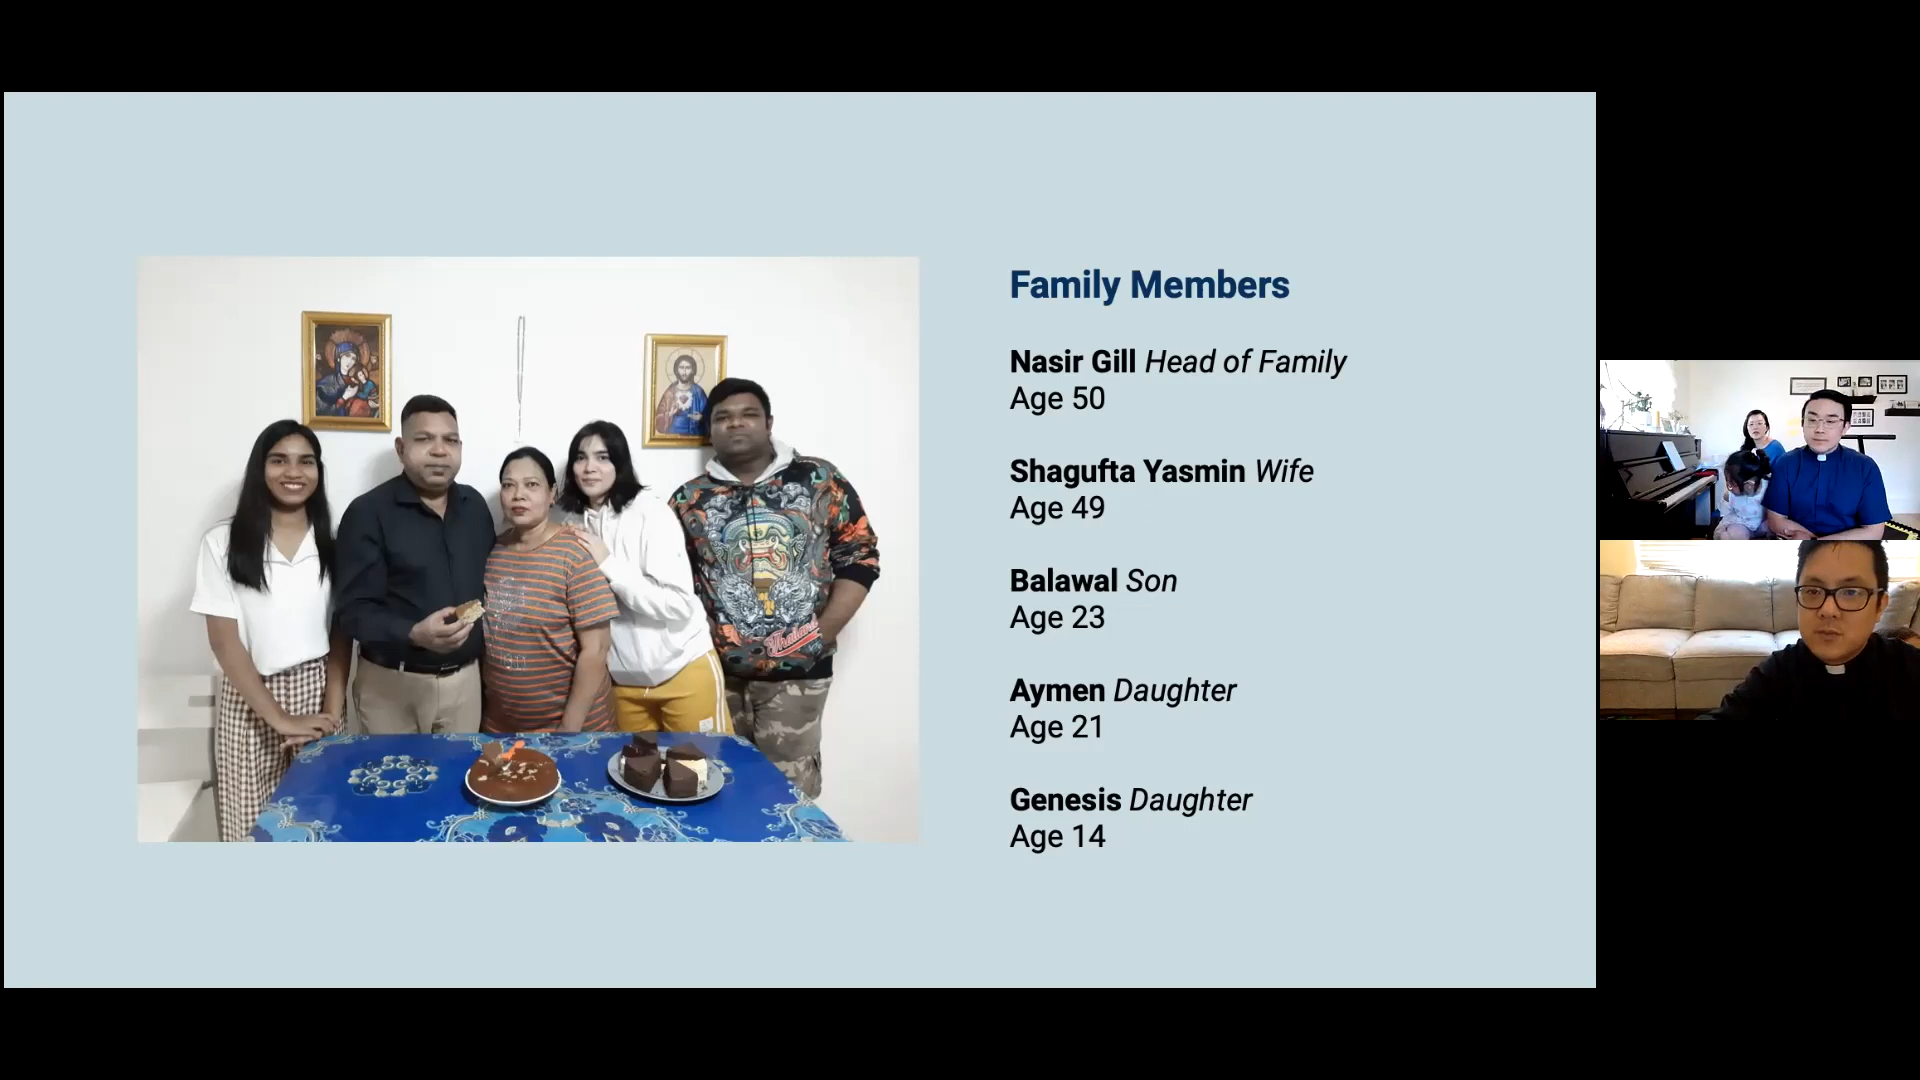 Family Members
Nasir Gill Head of Family
Age 50
Shagufta Yasmin Wife
Age 49
Balawal Son
Age 23
Aymen Daughter
Age 21
Genesis Daughter
Age 14
Thailand